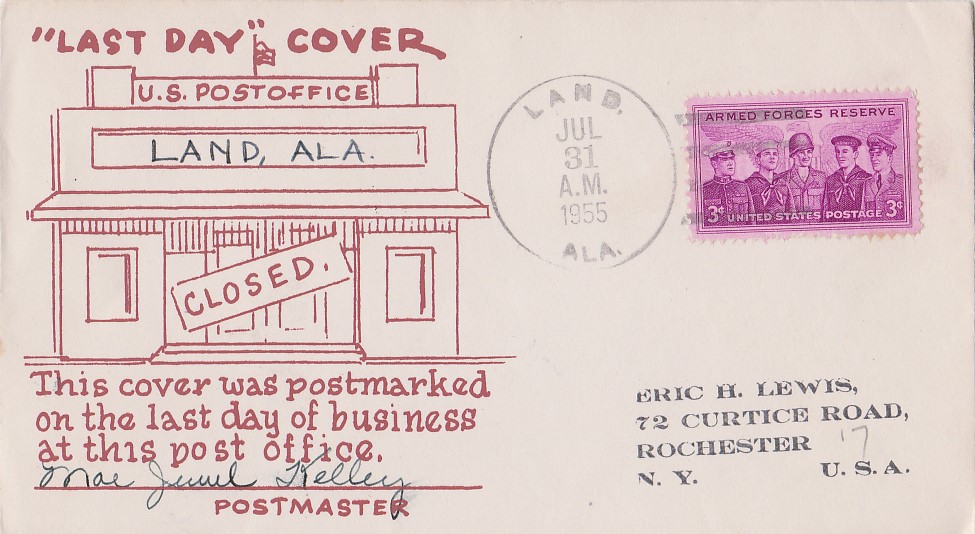 "LAST DAY" COVER
U.S. POSTOFFICE
LAND, ALA.
CLOSED.
This cover was postmarked
on the last day of business
at this post office.
Mae Jewel Kelley
POSTMASTER
LAND,
JUL
31
A.M.
1955
ALA.
ARMED FORCES RESERVE
3¢ UNITED STATES POSTAGE 3¢
ERIC H. LEWIS,
72 CURTICE ROAD,
ROCHESTER 17
N. Y. U. S. A.